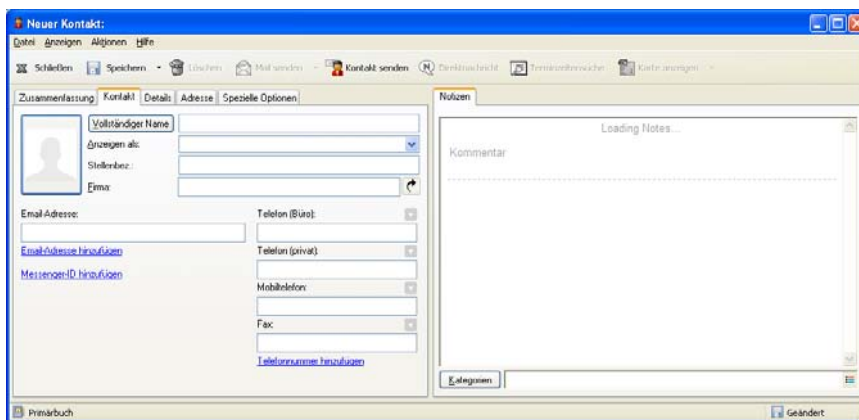 Neuer Kontakt:
Datei Anzeigen Aktionen Hilfe
Schließen Speichern Löschen Mail senden Kontakt senden Direktnachricht Terminzeitensuche Karte anzeigen
Zusammenfassung Kontakt Details Adresse Spezielle Optionen
Notizen
Vollständiger Name
Anzeigen als:
Stellenbez.:
Firma:
Email-Adresse:
Email-Adresse hinzufügen
Messenger-ID hinzufügen
Telefon (Büro):
Telefon (privat):
Mobiltelefon:
Fax:
Telefonnummer hinzufügen
Loading Notes...
Kommentar
Kategorien
Primärbuch
Geändert